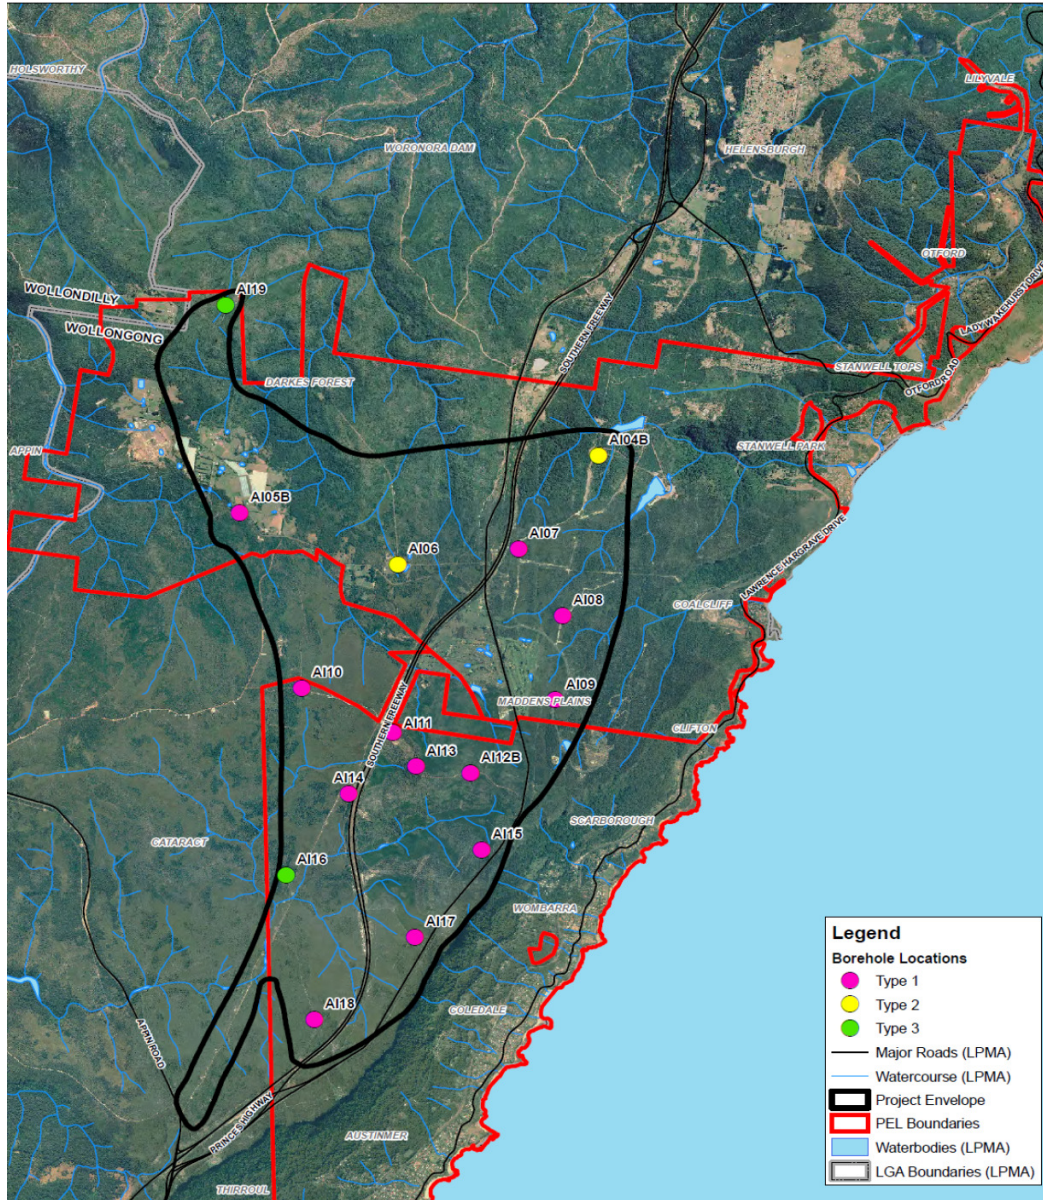 HOLSWORTHY
LILYVALE
WORONORA DAM
HELENSBURGH
OTFORD
WOLLONDILLY
AI19
WOLLONGONG
LADY WAKEHURST DRIVE
SOUTHERN FREEWAY
STANWELL TOPS
DARKES FOREST
OTFORD ROAD
APPIN
AI04B
STANWELL PARK
AI05B
AI07
AI06
LAWRENCE HARGRAVE DRIVE
AI08
COALCLIFF
AI10
AI09
MADDENS PLAINS
SOUTHERN FREEWAY
AI11
CLIFTON
AI13
AI12B
AI14
SCARBOROUGH
AI15
CATARACT
AI16
WOMBARRA
AI17
COLEDALE
AI18
APPIN ROAD
PRINCES HIGHWAY
AUSTINMER
THIRROUL
Legend
Borehole Locations
Type 1
Type 2
Type 3
Major Roads (LPMA)
Watercourse (LPMA)
Project Envelope
PEL Boundaries
Waterbodies (LPMA)
LGA Boundaries (LPMA)